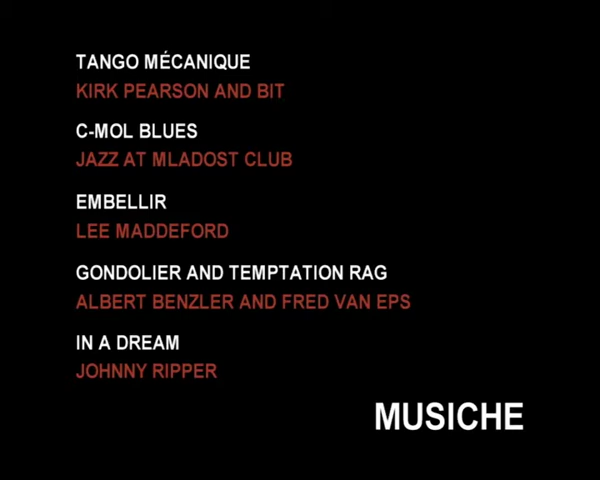 TANGO MÉCANIQUE
KIRK PEARSON AND BIT
C-MOL BLUES
JAZZ AT MLADOST CLUB
EMBELLIR
LEE MADDEFORD
GONDOLIER AND TEMPTATION RAG
ALBERT BENZLER AND FRED VAN EPS
IN A DREAM
JOHNNY RIPPER
MUSICHE